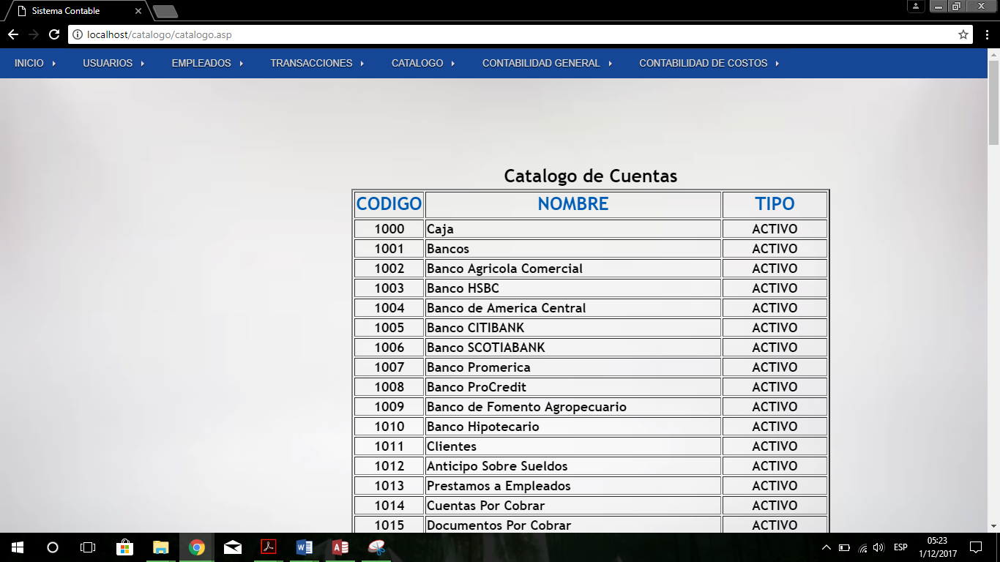 Sistema Contable
localhost/catalogo/catalogo.asp
INICIO USUARIOS EMPLEADOS TRANSACCIONES CATALOGO CONTABILIDAD GENERAL CONTABILIDAD DE COSTOS
Catalogo de Cuentas
CODIGO NOMBRE TIPO
1000 Caja ACTIVO
1001 Bancos ACTIVO
1002 Banco Agricola Comercial ACTIVO
1003 Banco HSBC ACTIVO
1004 Banco de America Central ACTIVO
1005 Banco CITIBANK ACTIVO
1006 Banco SCOTIABANK ACTIVO
1007 Banco Promerica ACTIVO
1008 Banco ProCredit ACTIVO
1009 Banco de Fomento Agropecuario ACTIVO
1010 Banco Hipotecario ACTIVO
1011 Clientes ACTIVO
1012 Anticipo Sobre Sueldos ACTIVO
1013 Prestamos a Empleados ACTIVO
1014 Cuentas Por Cobrar ACTIVO
1015 Documentos Por Cobrar ACTIVO
ESP 05:23
1/12/2017